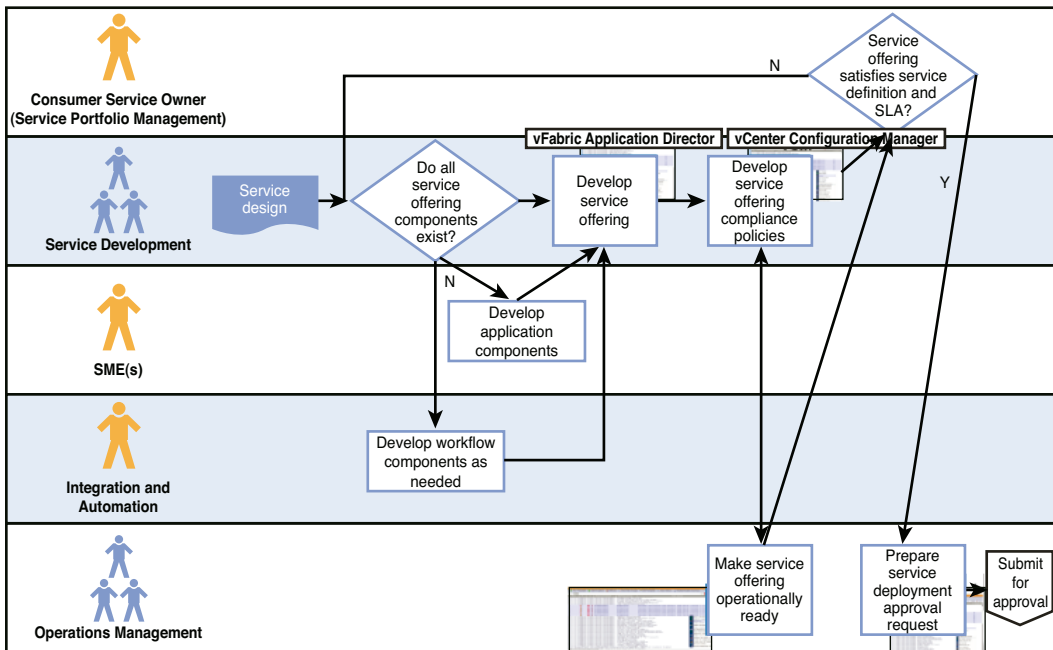 Consumer Service Owner
(Service Portfolio Management)
N
Service
offering
satisfies service
definition and
SLA?
vFabric Application Director
vCenter Configuration Manager
Service Development
Service
design
Do all
service
offering
components
exist?
Develop
service
offering
Develop
service
offering
compliance
policies
Y
N
SME(s)
Develop
application
components
Integration and
Automation
Develop workflow
components as
needed
Operations Management
Make service
offering
operationally
ready
Prepare
service
deployment
approval
request
Submit
for
approval